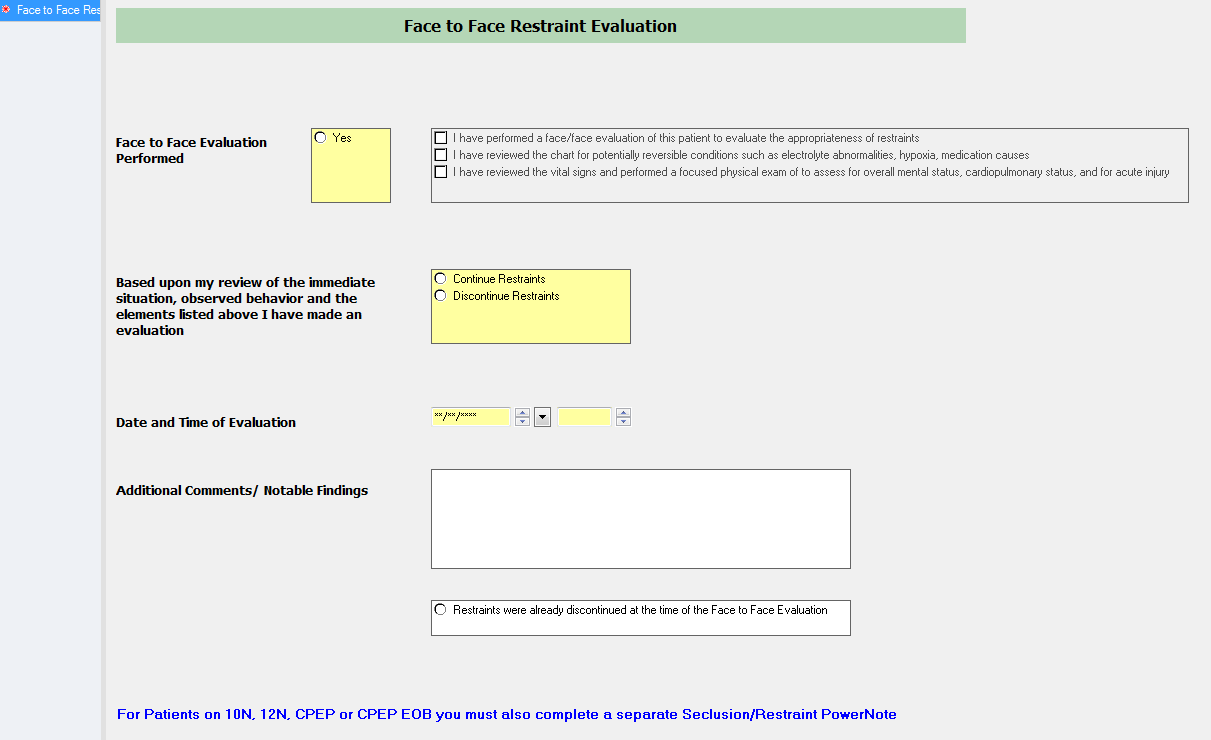 Face to Face Res
Face to Face Restraint Evaluation
Face to Face Evaluation
Performed
Yes
I have performed a face/face evaluation of this patient to evaluate the appropriateness of restraints
I have reviewed the chart for potentially reversible conditions such as electrolyte abnormalities, hypoxia, medication causes
I have reviewed the vital signs and performed a focused physical exam of to assess for overall mental status, cardiopulmonary status, and for acute injury
Based upon my review of the immediate
situation, observed behavior and the
elements listed above I have made an
evaluation
Continue Restraints
Discontinue Restraints
Date and Time of Evaluation
**/**/****
Additional Comments/ Notable Findings
Restraints were already discontinued at the time of the Face to Face Evaluation
For Patients on 10N, 12N, CPEP or CPEP EOB you must also complete a separate Seclusion/Restraint PowerNote